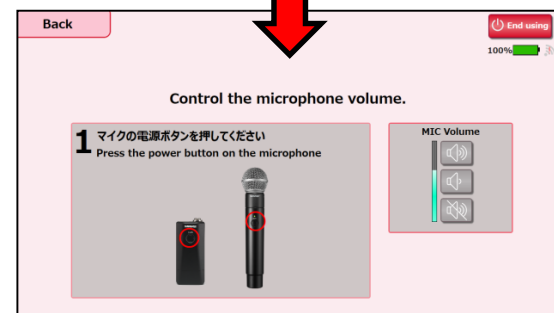 Back
End using
100%
Control the microphone volume.
1 マイクの電源ボタンを押してください
Press the power button on the microphone
MIC Volume